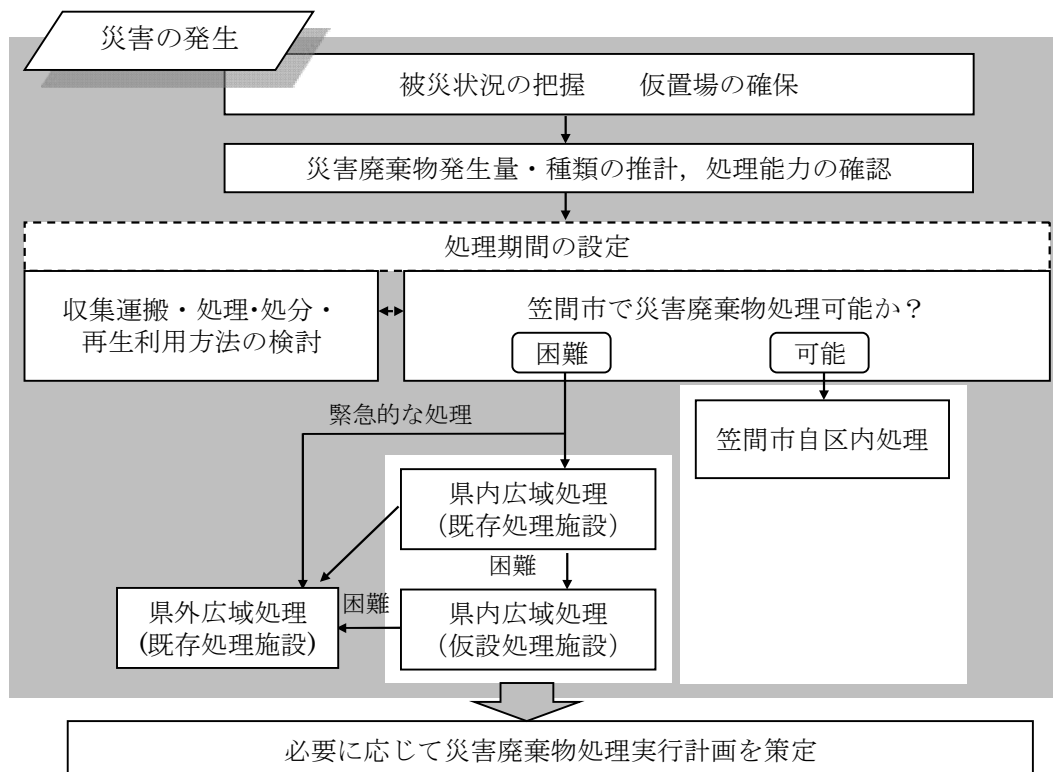 災害の発生
被災状況の把握　　仮置場の確保
災害廃棄物発生量・種類の推計，処理能力の確認
処理期間の設定
収集運搬・処理・処分・
再生利用方法の検討
笠間市で災害廃棄物処理可能か？
困難
可能
緊急的な処理
笠間市自区内処理
県内広域処理
（既存処理施設）
困難
県外広域処理
(既存処理施設)
困難
県内広域処理
（仮設処理施設）
必要に応じて災害廃棄物処理実行計画を策定